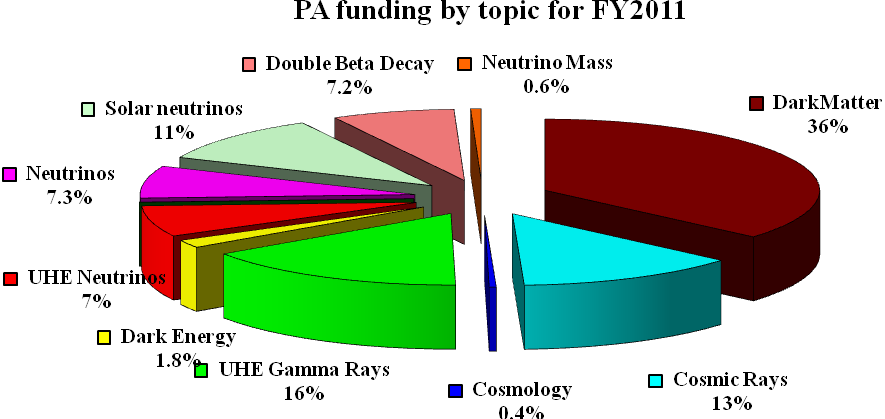 PA funding by topic for FY2011
Double Beta Decay
7.2%
Neutrino Mass
0.6%
DarkMatter
36%
Solar neutrinos
11%
Neutrinos
7.3%
UHE Neutrinos
7%
Dark Energy
1.8%
UHE Gamma Rays
16%
Cosmology
0.4%
Cosmic Rays
13%